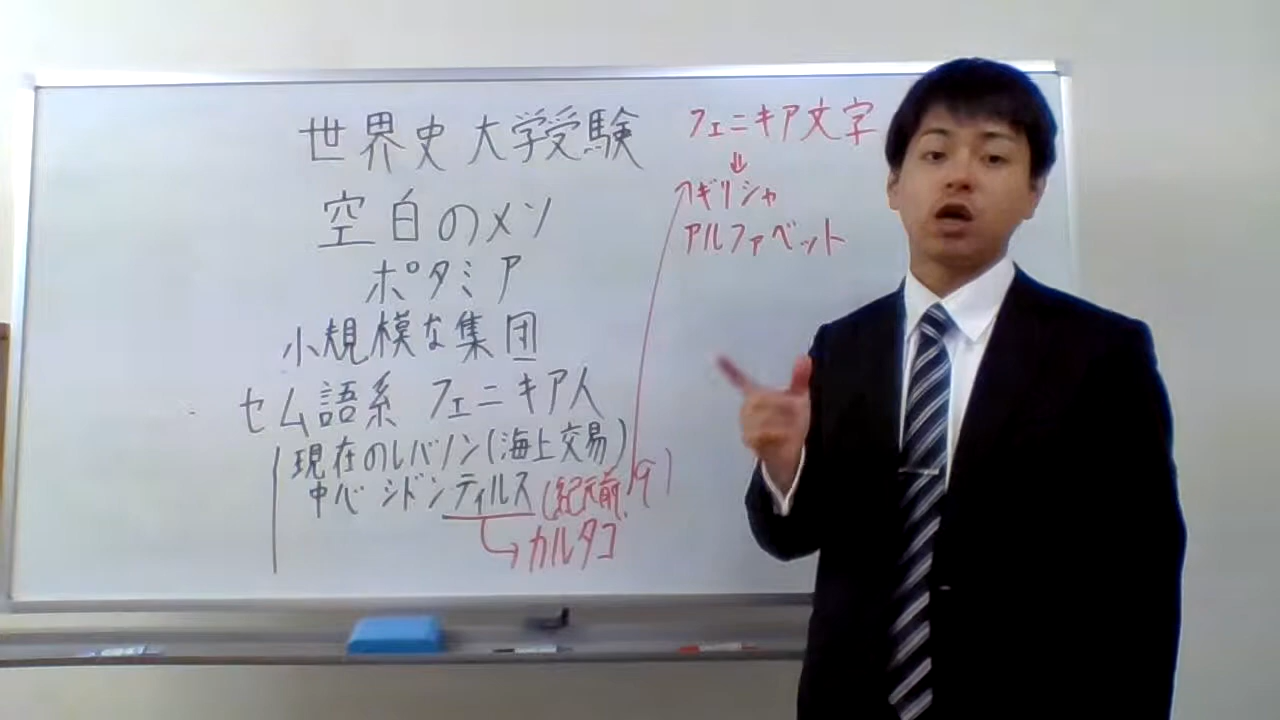 世界史 大学受験
空白のメソ
ポタミア
小規模な集団
セム語系 フェニキア人
現在のレバノン(海上交易)
中心 シドン ティルス (紀元前 9)
カルタゴ
フェニキア文字
⇓
ギリシャ
アルファベット